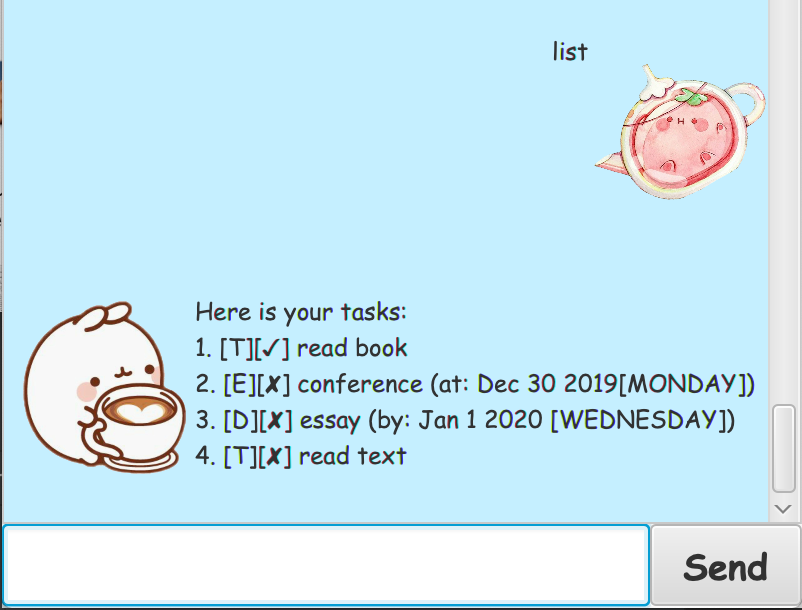 list
Here is your tasks:
1. [T][✓] read book
2. [E][✘] conference (at: Dec 30 2019[MONDAY])
3. [D][✘] essay (by: Jan 1 2020 [WEDNESDAY])
4. [T][✘] read text
Send